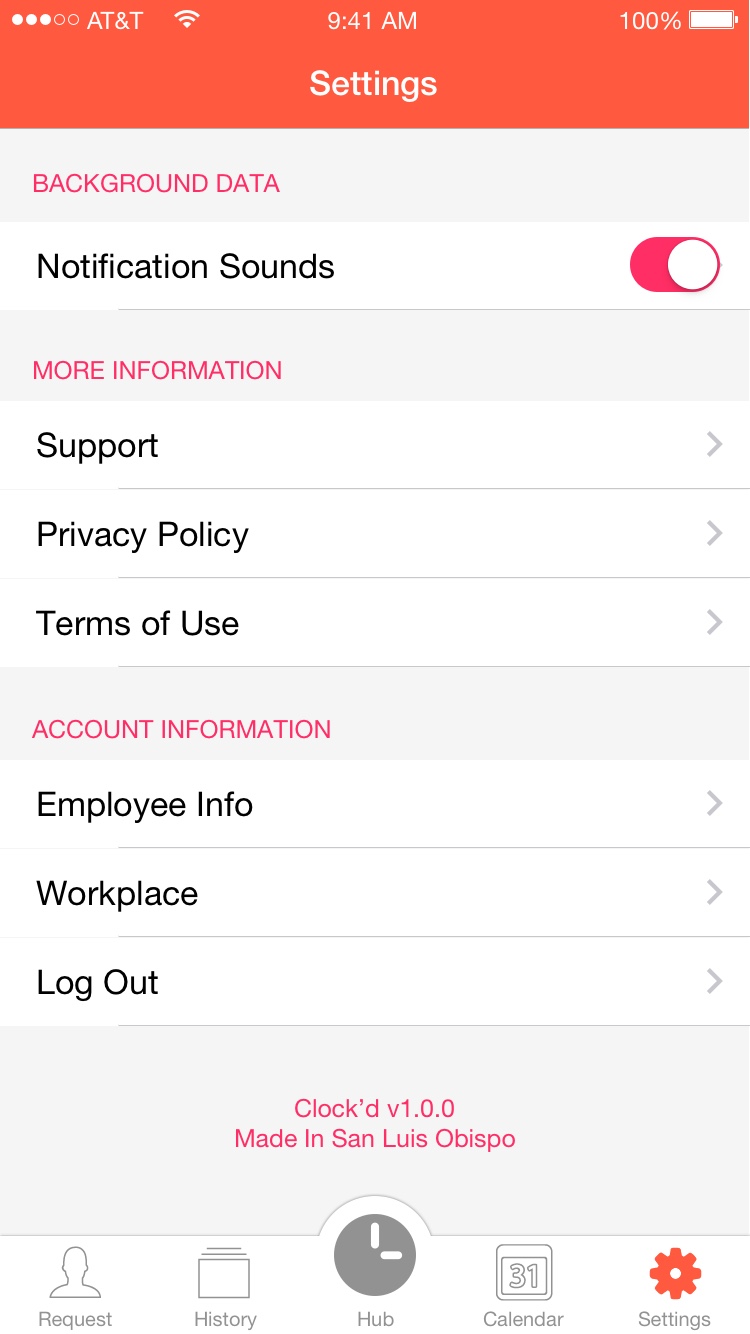 AT&T 9:41 AM 100%
Settings
BACKGROUND DATA
Notification Sounds
MORE INFORMATION
Support
Privacy Policy
Terms of Use
ACCOUNT INFORMATION
Employee Info
Workplace
Log Out
Clock’d v1.0.0
Made In San Luis Obispo
31
Request History Hub Calendar Settings